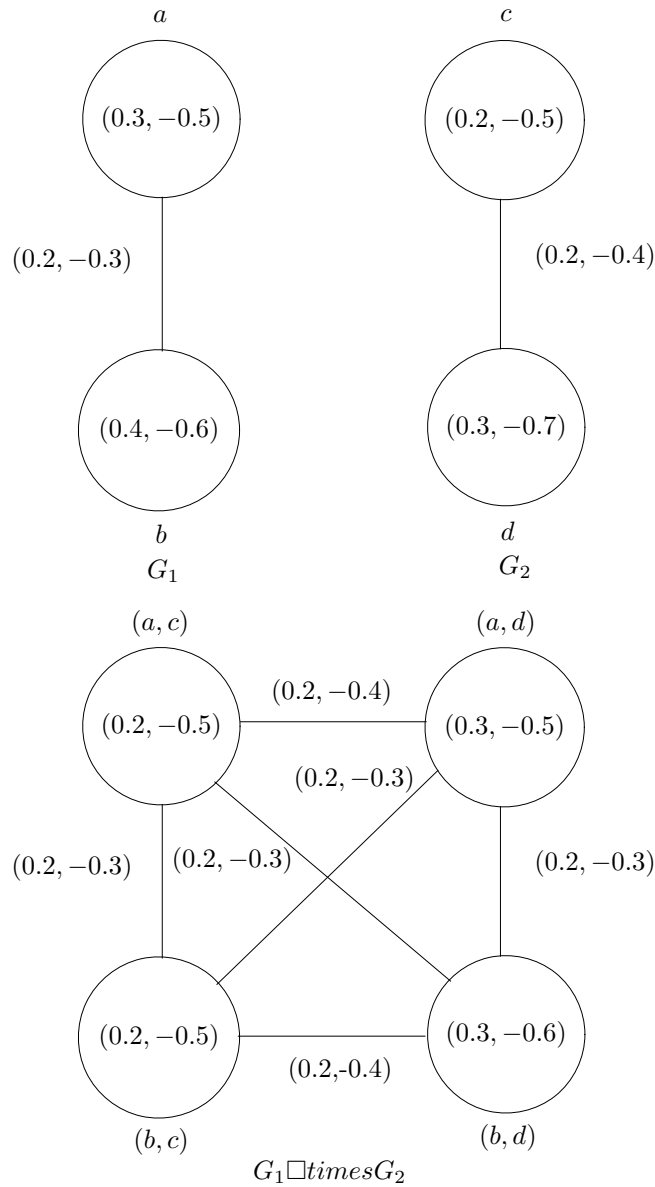 a c
(0.3, −0.5) (0.2, −0.5)
(0.2, −0.3) (0.2, −0.4)
(0.4, −0.6) (0.3, −0.7)
b d
G₁ G₂
(a, c) (a, d)
(0.2, −0.4)
(0.2, −0.5) (0.3, −0.5)
(0.2, −0.3)
(0.2, −0.3) (0.2, −0.3) (0.2, −0.3)
(0.2, −0.5) (0.3, −0.6)
(0.2,-0.4)
(b, c) (b, d)
G₁□timesG₂